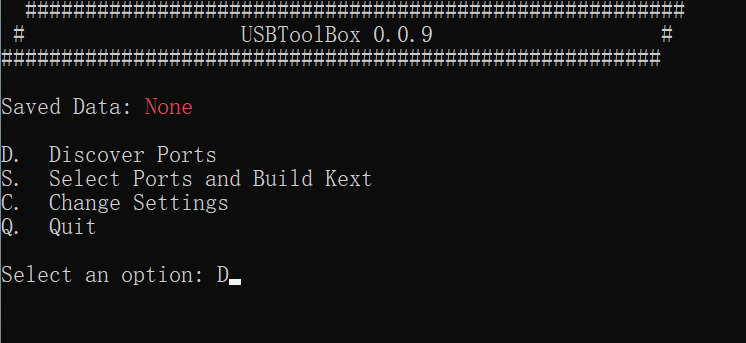 #######################################################
# USBToolBox 0.0.9 #
#######################################################
Saved Data: None
D. Discover Ports
S. Select Ports and Build Kext
C. Change Settings
Q. Quit
Select an option: D